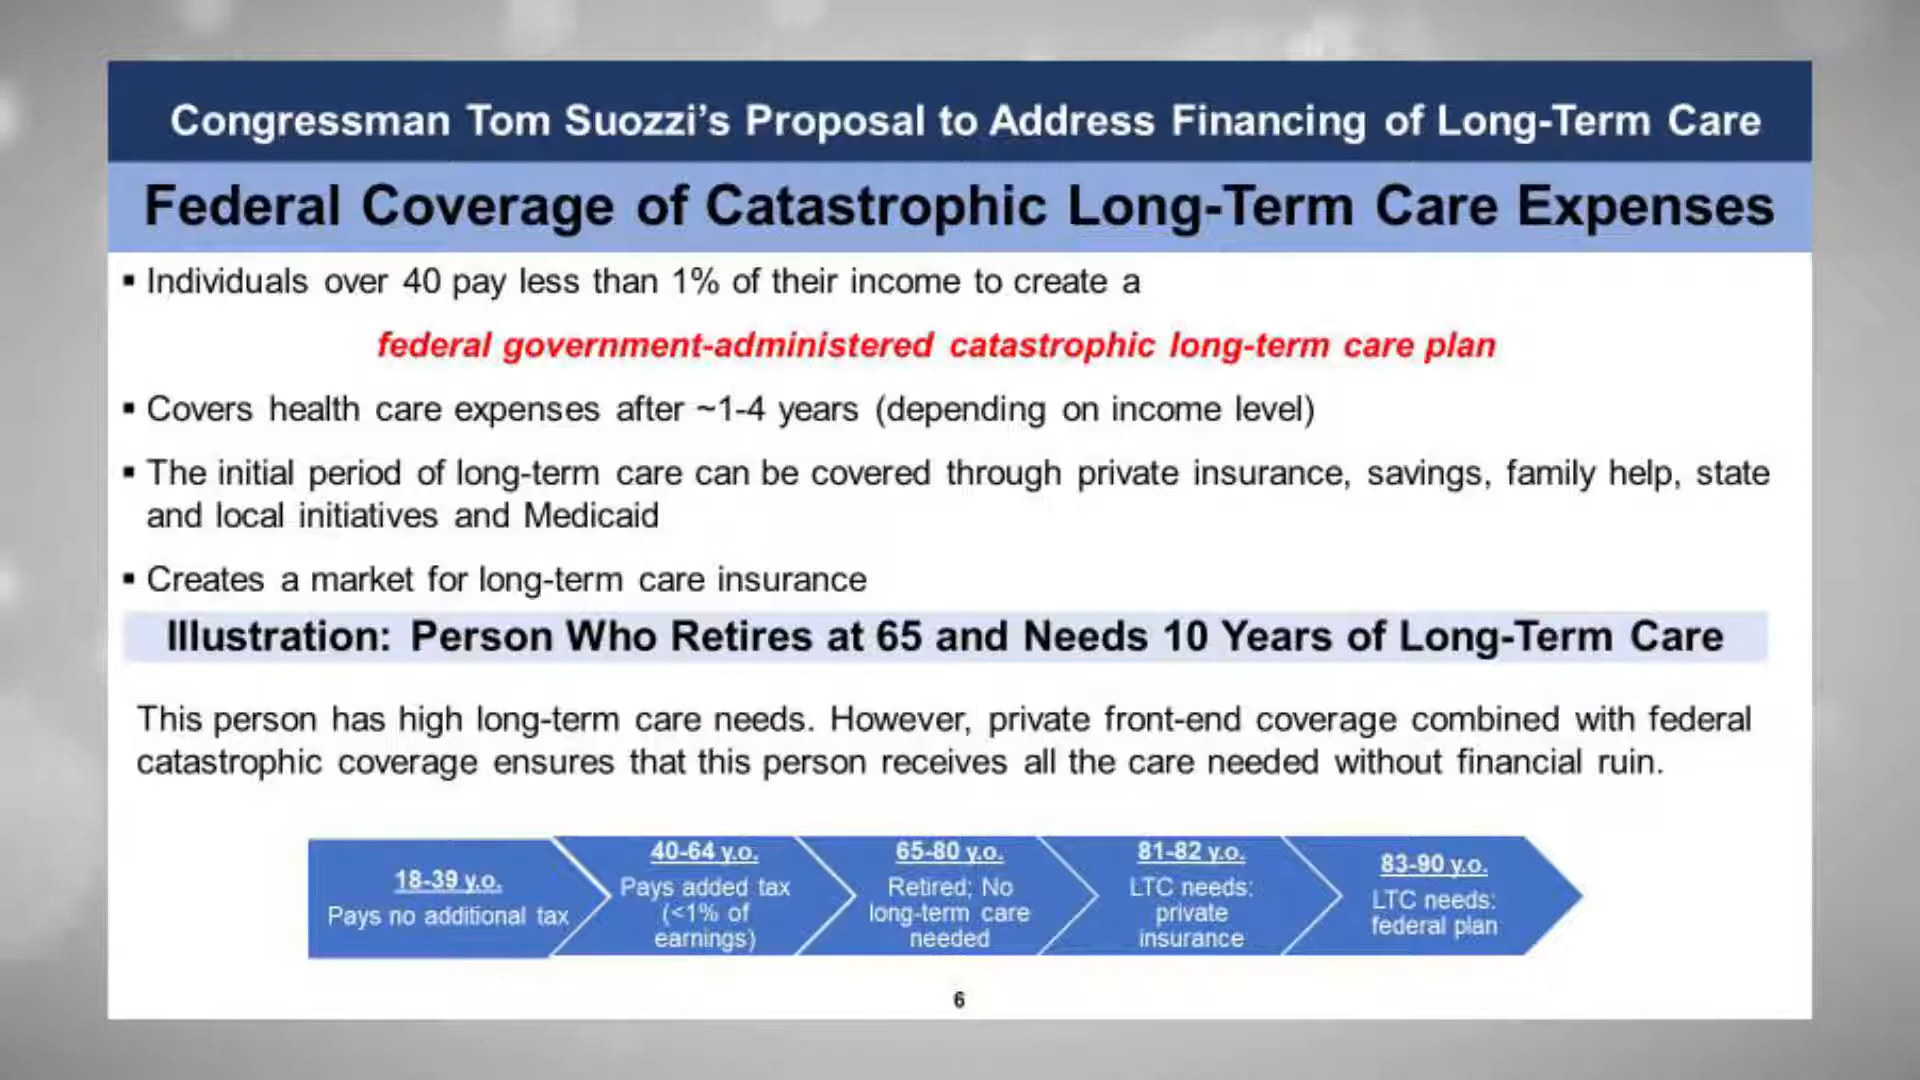 Congressman Tom Suozzi’s Proposal to Address Financing of Long-Term Care
Federal Coverage of Catastrophic Long-Term Care Expenses
▪ Individuals over 40 pay less than 1% of their income to create a
federal government-administered catastrophic long-term care plan
▪ Covers health care expenses after ~1-4 years (depending on income level)
▪ The initial period of long-term care can be covered through private insurance, savings, family help, state
and local initiatives and Medicaid
▪ Creates a market for long-term care insurance
Illustration: Person Who Retires at 65 and Needs 10 Years of Long-Term Care
This person has high long-term care needs. However, private front-end coverage combined with federal
catastrophic coverage ensures that this person receives all the care needed without financial ruin.
18-39 y.o.
Pays no additional tax
40-64 y.o.
Pays added tax
(<1% of
earnings)
65-80 y.o.
Retired; No
long-term care
needed
81-82 y.o.
LTC needs:
private
insurance
83-90 y.o.
LTC needs:
federal plan
6